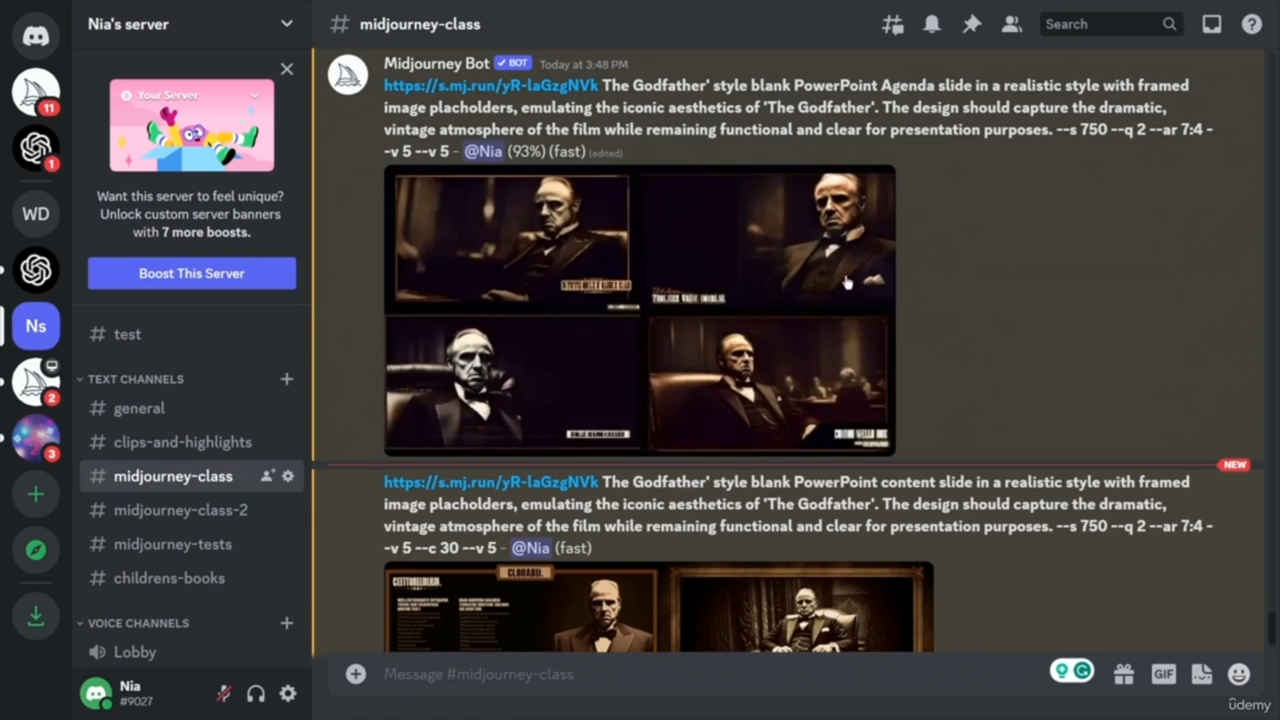 Nia's server
# midjourney-class
Search
Your Server
Want this server to feel unique?
Unlock custom server banners
with 7 more boosts.
Boost This Server
11
1
WD
Ns
2
3
# test
TEXT CHANNELS
# general
# clips-and-highlights
# midjourney-class
# midjourney-class-2
# midjourney-tests
# childrens-books
VOICE CHANNELS
Lobby
Nia
#9027
Midjourney Bot ✓ BOT Today at 3:48 PM
https://s.mj.run/yR-laGzgNVk The Godfather' style blank PowerPoint Agenda slide in a realistic style with framed
image placholders, emulating the iconic aesthetics of 'The Godfather'. The design should capture the dramatic,
vintage atmosphere of the film while remaining functional and clear for presentation purposes. --s 750 --q 2 --ar 7:4 -
-v 5 --v 5 - @Nia (93%) (fast) (edited)
NEW
https://s.mj.run/yR-laGzgNVk The Godfather' style blank PowerPoint content slide in a realistic style with framed
image placholders, emulating the iconic aesthetics of 'The Godfather'. The design should capture the dramatic,
vintage atmosphere of the film while remaining functional and clear for presentation purposes. --s 750 --q 2 --ar 7:4 -
-v 5 --c 30 --v 5 - @Nia (fast)
Message #midjourney-class
GIF
ûdemy